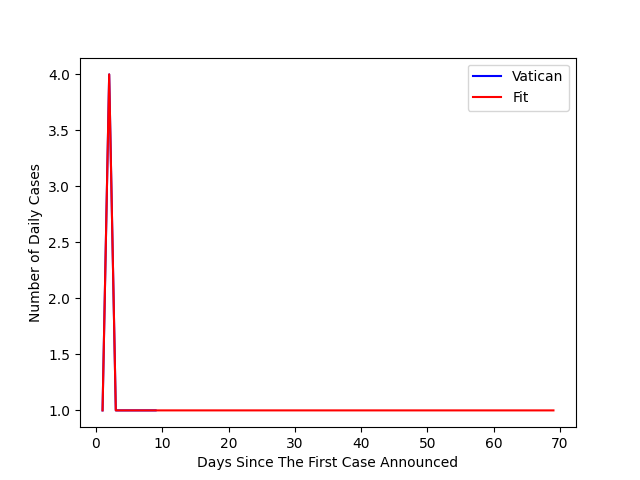 Vatican
Fit
4.0
3.5
3.0
2.5
2.0
1.5
1.0
Number of Daily Cases
0 10 20 30 40 50 60 70
Days Since The First Case Announced